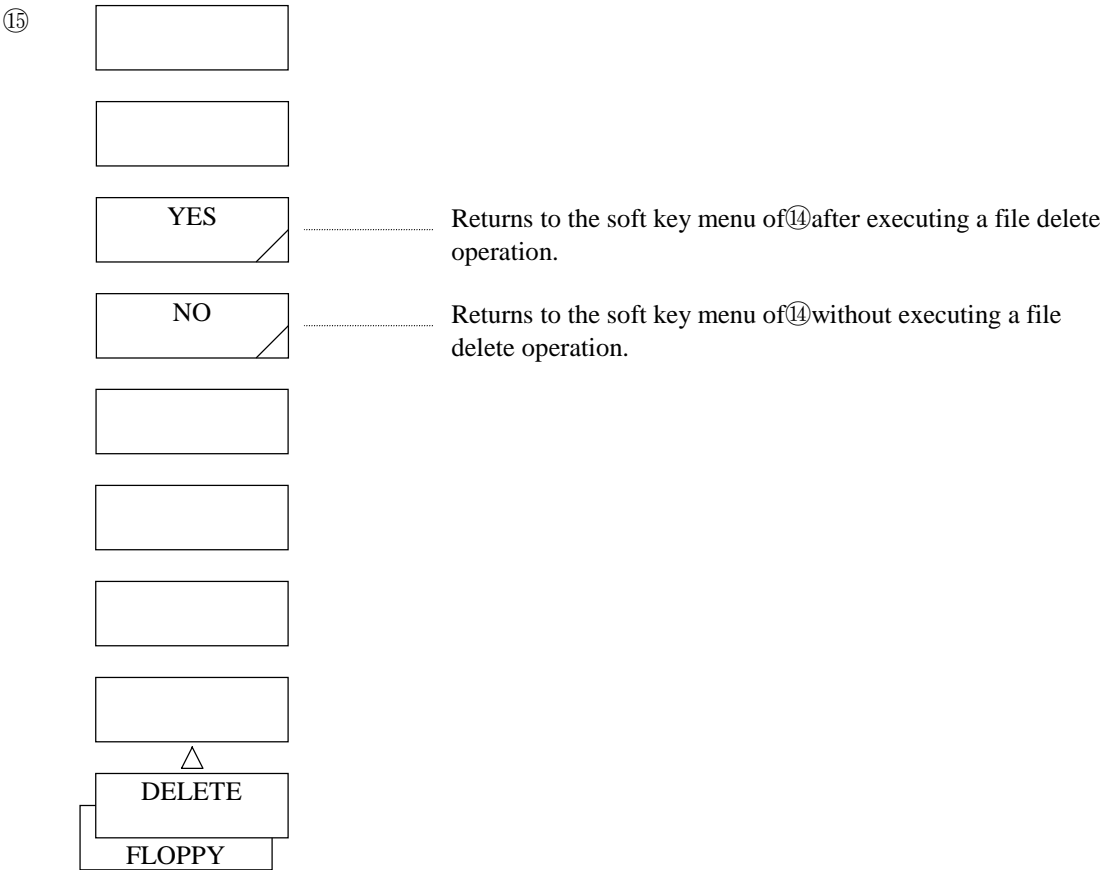 ⑮
YES
Returns to the soft key menu of⑭after executing a file delete
operation.
NO
Returns to the soft key menu of⑭without executing a file
delete operation.
DELETE
FLOPPY